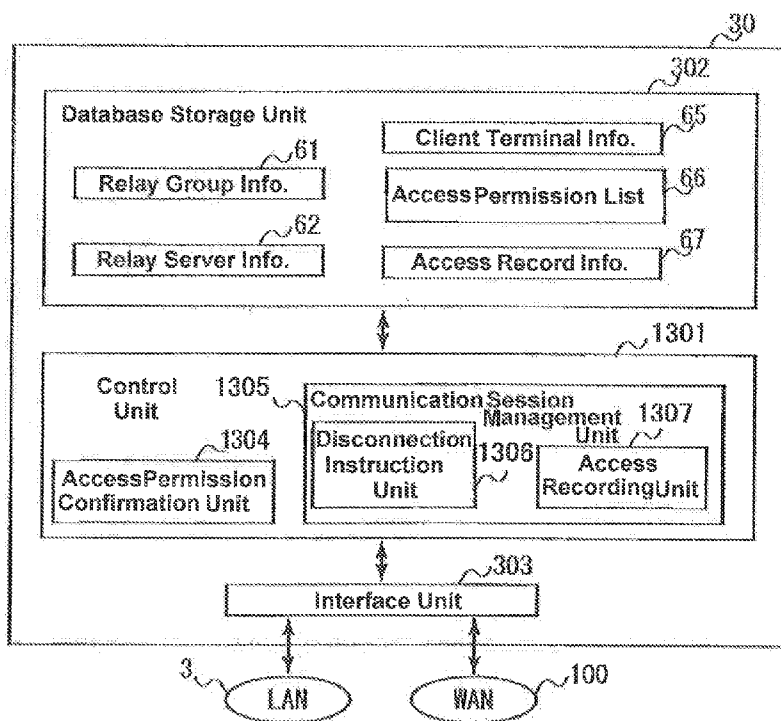 30
302
Database Storage Unit
65
Client Terminal Info.
61
Relay Group Info.
66
Access Permission List
62
Relay Server Info.
67
Access Record Info.
1301
Control
Unit
1305
Communication Session
Management
Unit
1304
Access Permission
Confirmation Unit
Disconnection
Instruction
Unit
1306
1307
Access
Recording Unit
303
Interface Unit
3
LAN
WAN
100